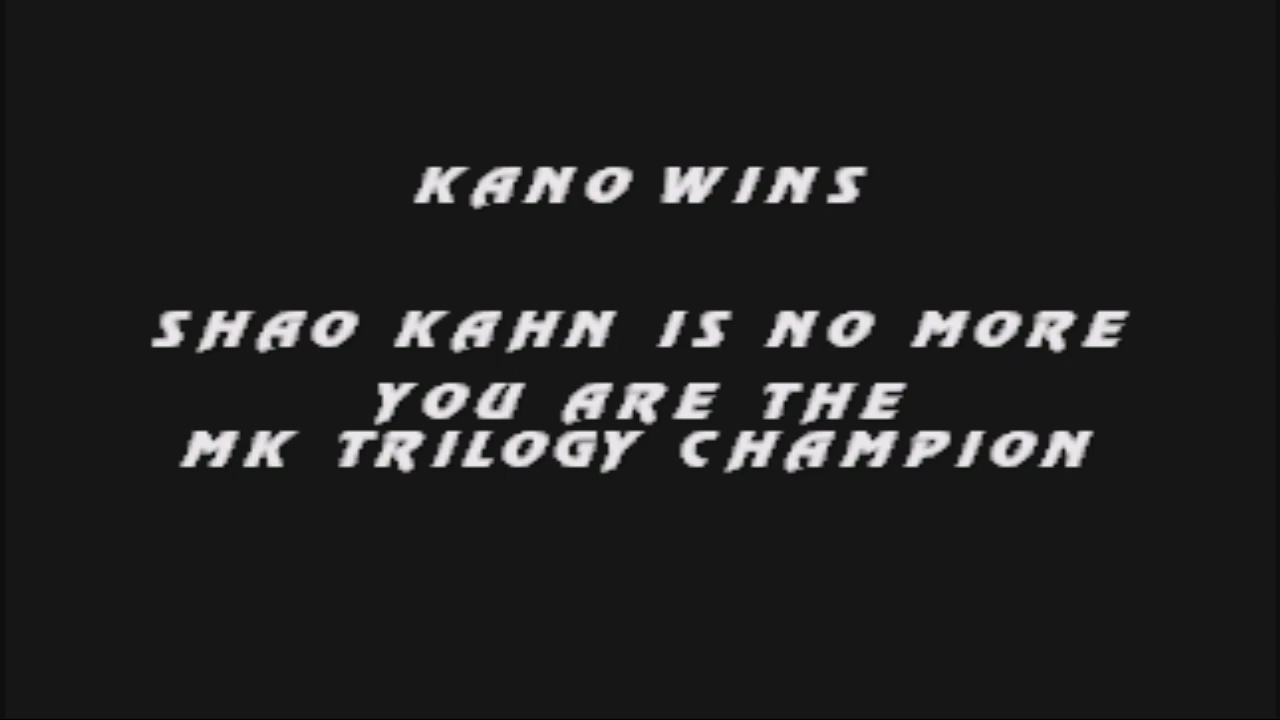 KANO WINS
SHAO KAHN IS NO MORE
YOU ARE THE
MK TRILOGY CHAMPION